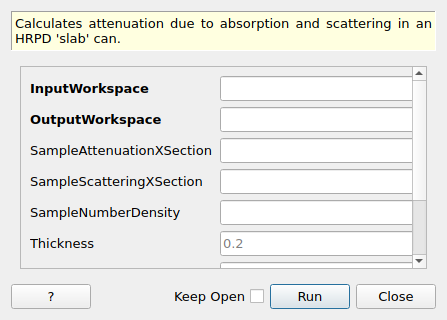 Calculates attenuation due to absorption and scattering in an
HRPD 'slab' can.
InputWorkspace
OutputWorkspace
SampleAttenuationXSection
SampleScatteringXSection
SampleNumberDensity
Thickness 0.2
? Keep Open Run Close